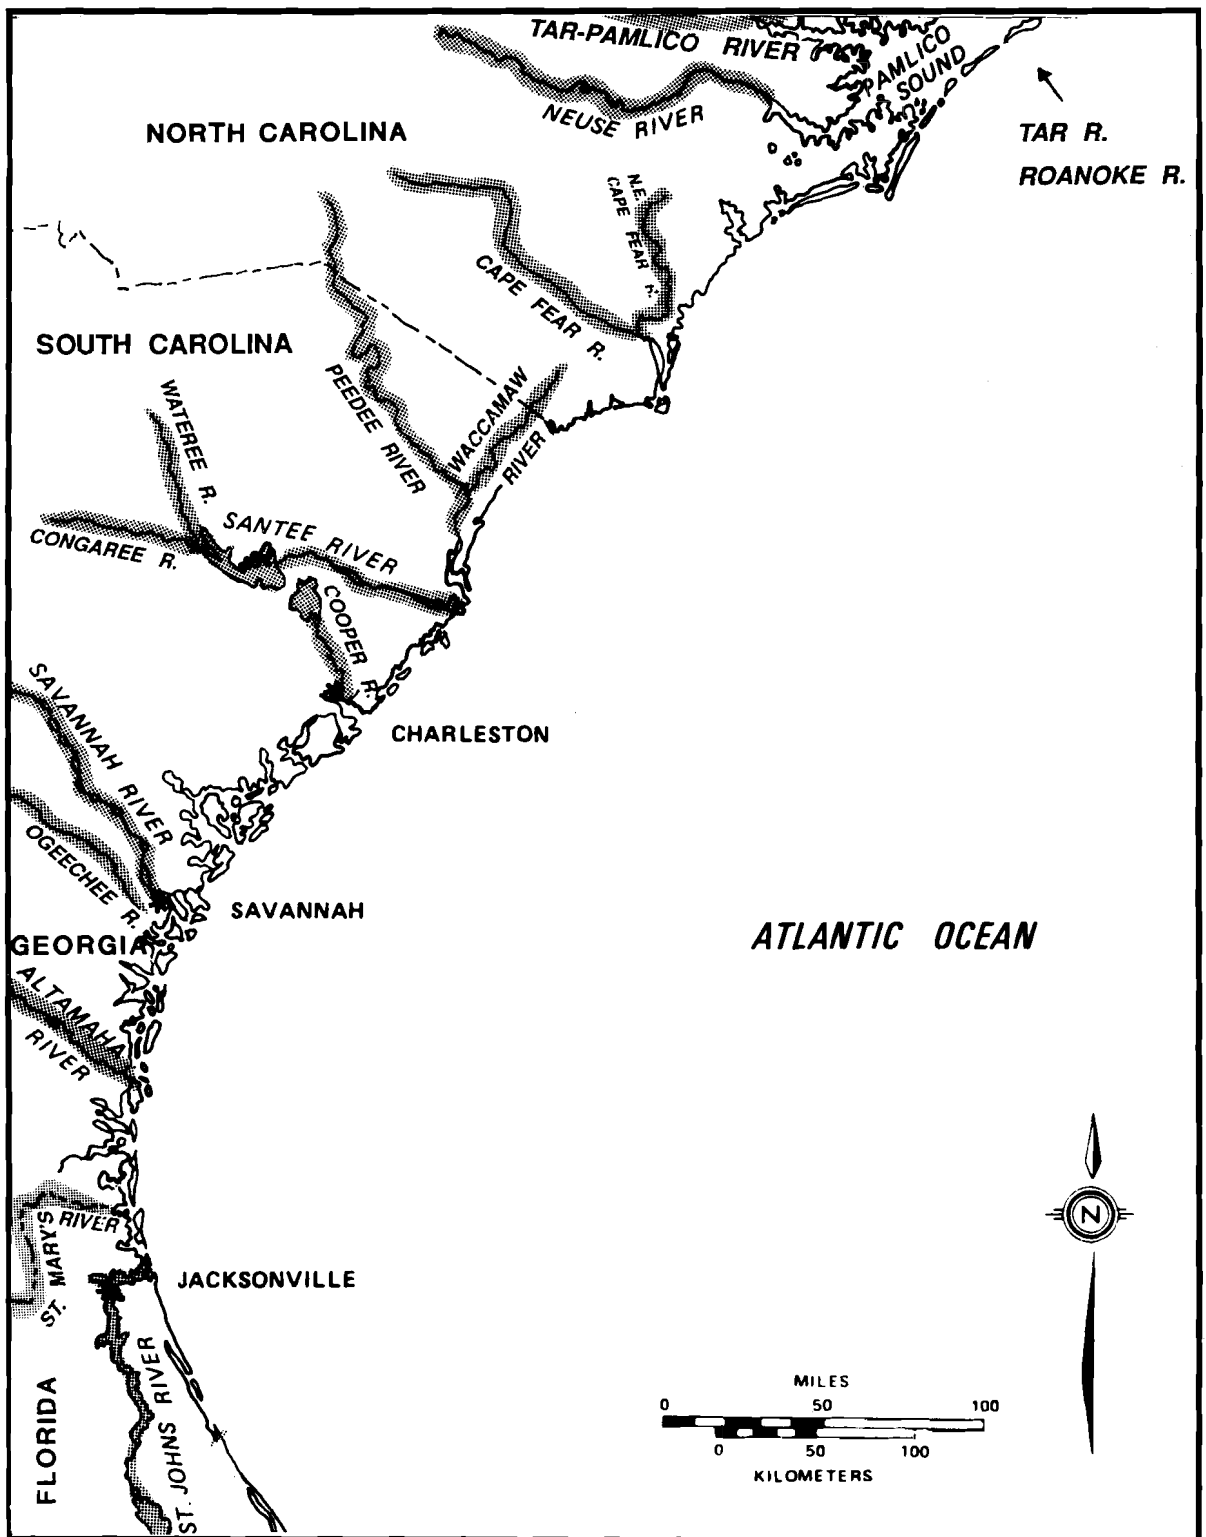 TAR-PAMLICO RIVER
PAMLICO
SOUND
NEUSE RIVER
NORTH CAROLINA
TAR R.
ROANOKE R.
N.E.
CAPE FEAR R.
CAPE FEAR R.
SOUTH CAROLINA
PEEDEE RIVER
WACCAMAW
RIVER
WATEREE R.
SANTEE RIVER
CONGAREE R.
COOPER R.
SAVANNAH RIVER
CHARLESTON
OGEECHEE R.
SAVANNAH
GEORGIA
ATLANTIC OCEAN
ALTAMAHA
RIVER
N
ST. MARY'S RIVER
JACKSONVILLE
ST. JOHNS RIVER
FLORIDA
MILES
0 50 100
0 50 100
KILOMETERS